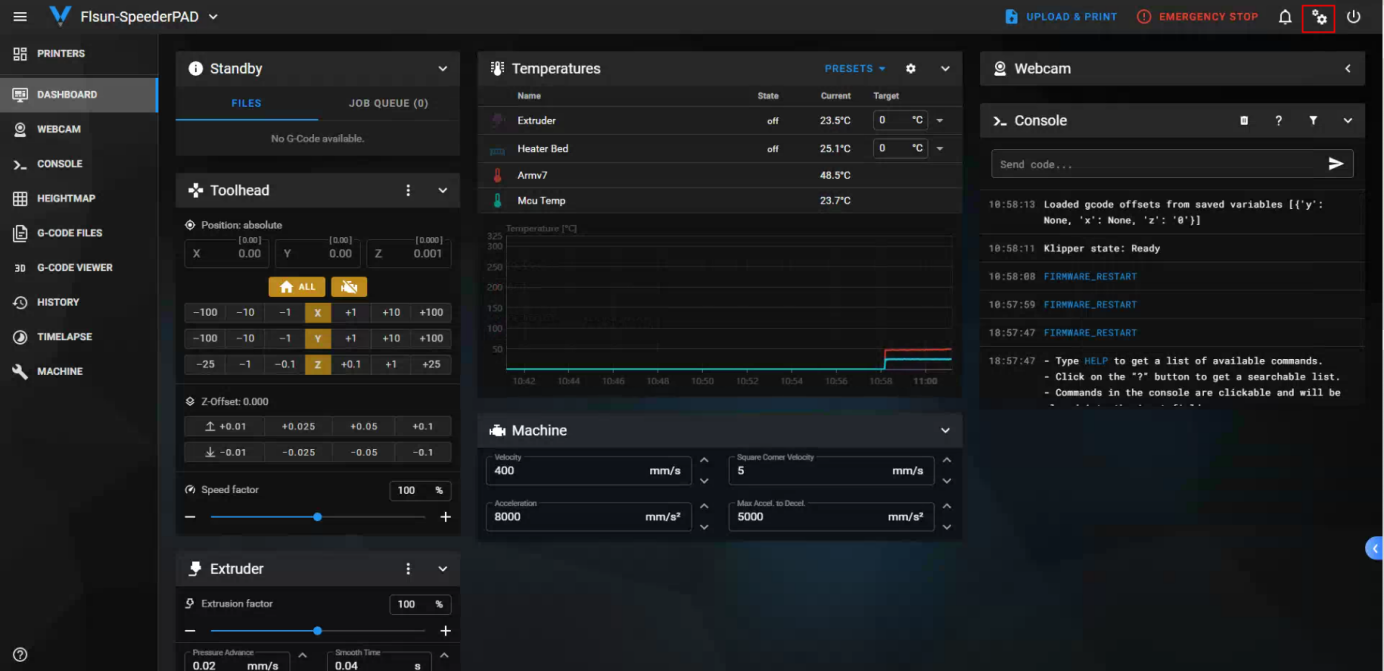 Flsun-SpeederPAD
UPLOAD & PRINT
EMERGENCY STOP
PRINTERS
DASHBOARD
WEBCAM
CONSOLE
HEIGHTMAP
G-CODE FILES
3D G-CODE VIEWER
HISTORY
TIMELAPSE
MACHINE
Standby
FILES JOB QUEUE (0)
No G-Code available.
Toolhead
Position: absolute
[0.00] [0.00] [0.000]
X 0.00 Y 0.00 Z 0.001
ALL
−100 −10 −1 X +1 +10 +100
−100 −10 −1 Y +1 +10 +100
−25 −1 −0.1 Z +0.1 +1 +25
Z-Offset: 0.000
+0.01 +0.025 +0.05 +0.1
−0.01 −0.025 −0.05 −0.1
Speed factor 100 %
Extruder
Extrusion factor 100 %
Pressure Advance Smooth Time
0.02 mm/s 0.04 s
Temperatures PRESETS
Name State Current Target
Extruder off 23.5°C 0 °C
Heater Bed off 25.1°C 0 °C
Armv7 48.5°C
Mcu Temp 23.7°C
Temperature [°C]
325
300
250
200
150
100
50
10:42 10:44 10:46 10:48 10:50 10:52 10:54 10:56 10:58 11:00
Machine
Velocity Square Corner Velocity
400 mm/s 5 mm/s
Acceleration Max Accel. to Decel.
8000 mm/s² 5000 mm/s²
Webcam
Console
Send code...
10:58:13 Loaded gcode offsets from saved variables [{'y':
None, 'x': None, 'z': '0'}]
10:58:11 Klipper state: Ready
10:58:08 FIRMWARE_RESTART
10:57:59 FIRMWARE_RESTART
18:57:47 FIRMWARE_RESTART
18:57:47 - Type HELP to get a list of available commands.
- Click on the "?" button to get a searchable list.
- Commands in the console are clickable and will be